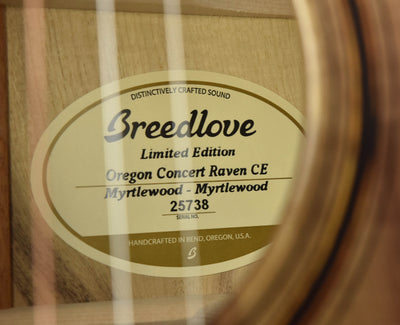 DISTINCTIVELY CRAFTED SOUND
Breedlove
Limited Edition
Oregon Concert Raven CE
Myrtlewood - Myrtlewood
25738
SERIAL NO.
HANDCRAFTED IN BEND, OREGON, U.S.A.
B